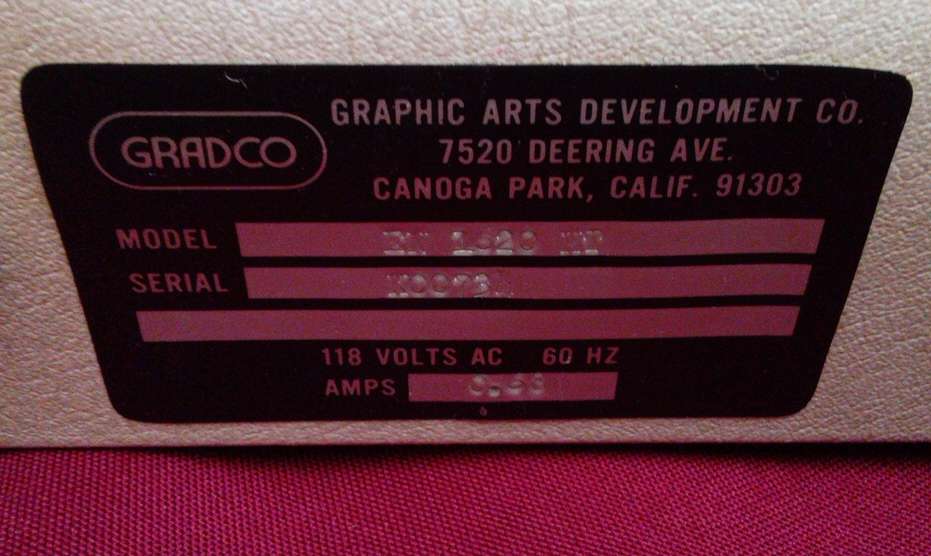 GRADCO
GRAPHIC ARTS DEVELOPMENT CO.
7520 DEERING AVE.
CANOGA PARK, CALIF. 91303
MODEL
SERIAL
118 VOLTS AC 60 HZ
AMPS